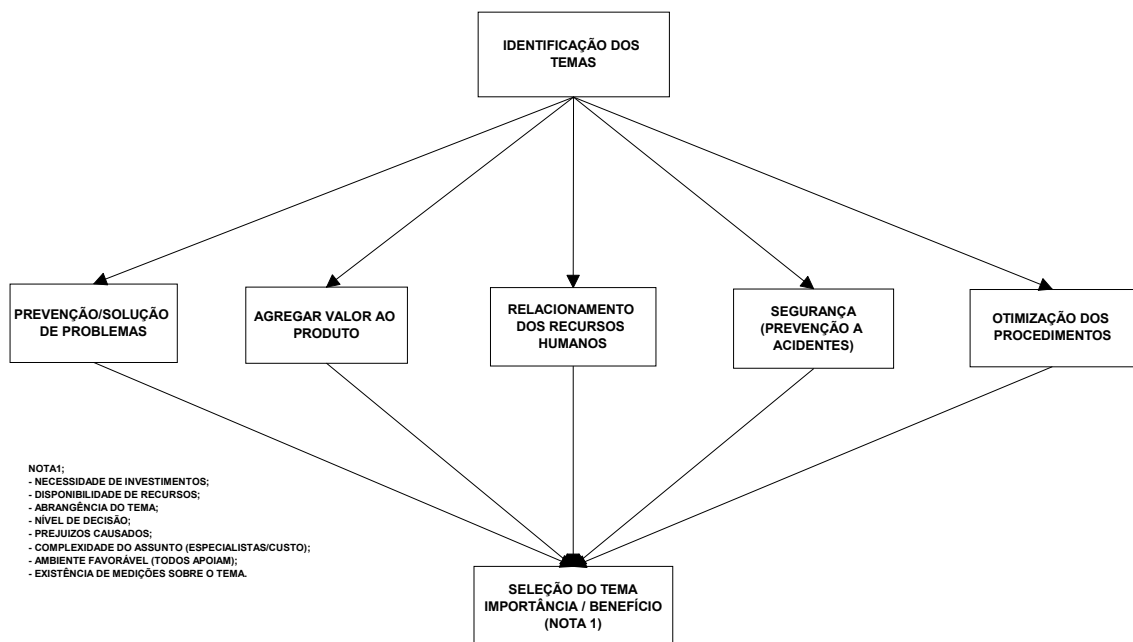 IDENTIFICAÇÃO DOS
TEMAS
PREVENÇÃO/SOLUÇÃO
DE PROBLEMAS
AGREGAR VALOR AO
PRODUTO
RELACIONAMENTO
DOS RECURSOS
HUMANOS
SEGURANÇA
(PREVENÇÃO A
ACIDENTES)
OTIMIZAÇÃO DOS
PROCEDIMENTOS
NOTA1;
- NECESSIDADE DE INVESTIMENTOS;
- DISPONIBILIDADE DE RECURSOS;
- ABRANGÊNCIA DO TEMA;
- NÍVEL DE DECISÃO;
- PREJUIZOS CAUSADOS;
- COMPLEXIDADE DO ASSUNTO (ESPECIALISTAS/CUSTO);
- AMBIENTE FAVORÁVEL (TODOS APOIAM);
- EXISTÊNCIA DE MEDIÇÕES SOBRE O TEMA.
SELEÇÃO DO TEMA
IMPORTÂNCIA / BENEFÍCIO
(NOTA 1)